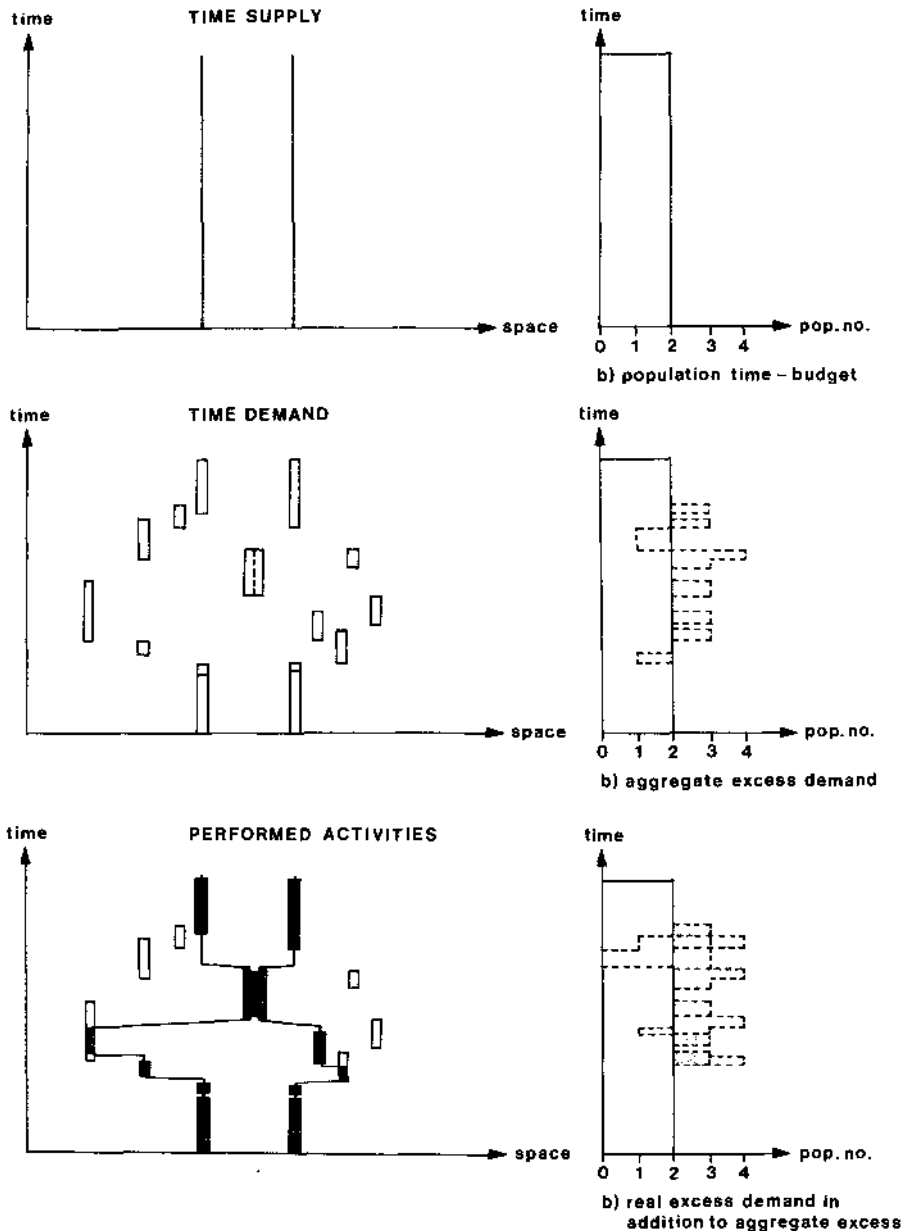 time
TIME SUPPLY
space
time
pop. no.
0 1 2 3 4
b) population time - budget
time
TIME DEMAND
space
time
pop. no.
0 1 2 3 4
b) aggregate excess demand
time
PERFORMED ACTIVITIES
space
time
pop. no.
0 1 2 3 4
b) real excess demand in
addition to aggregate excess